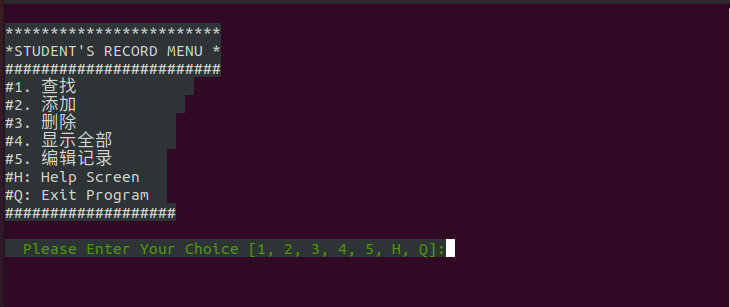 ************************
*STUDENT'S RECORD MENU *
########################
#1. 查找
#2. 添加
#3. 删除
#4. 显示全部
#5. 编辑记录
#H: Help Screen
#Q: Exit Program
###################
Please Enter Your Choice [1, 2, 3, 4, 5, H, Q]: